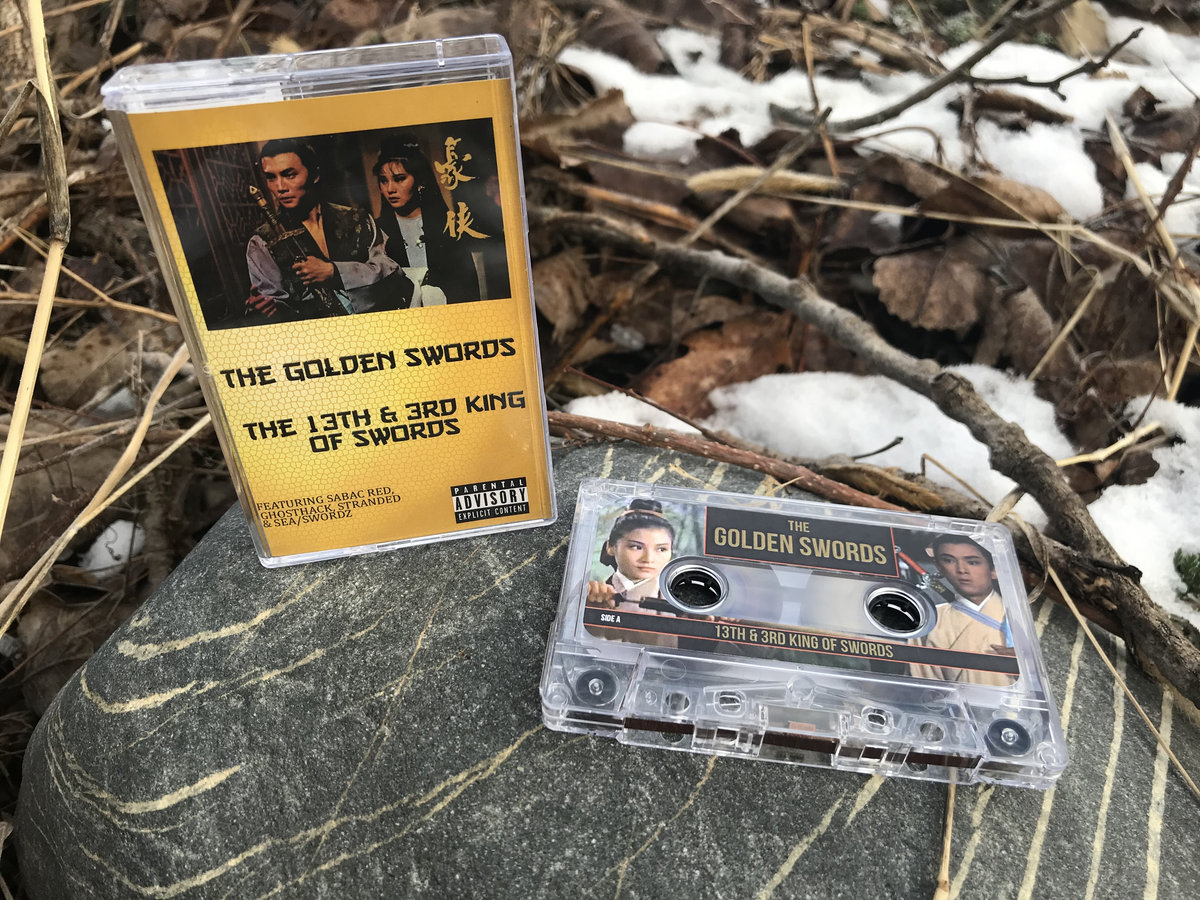 豪
俠
THE GOLDEN SWORDS
THE 13TH & 3RD KING
OF SWORDS
FEATURING SABAC RED,
GHOSTHACK, STRANDED
& SEA/SWORDZ
PARENTAL
ADVISORY
EXPLICIT CONTENT
THE
GOLDEN SWORDS
SIDE A
13TH & 3RD KING OF SWORDS